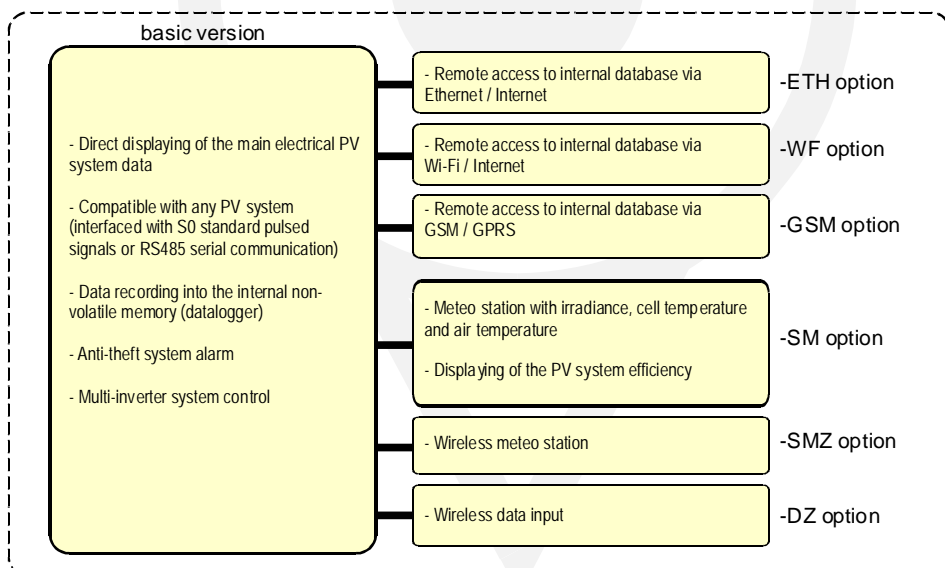 basic version
- Direct displaying of the main electrical PV
system data
- Compatible with any PV system
(interfaced with S0 standard pulsed
signals or RS485 serial communication)
- Data recording into the internal non-
volatile memory (datalogger)
- Anti-theft system alarm
- Multi-inverter system control
- Remote access to internal database via
Ethernet / Internet
-ETH option
- Remote access to internal database via
Wi-Fi / Internet
-WF option
- Remote access to internal database via
GSM / GPRS
-GSM option
- Meteo station with irradiance, cell temperature
and air temperature
- Displaying of the PV system efficiency
-SM option
- Wireless meteo station
-SMZ option
- Wireless data input
-DZ option